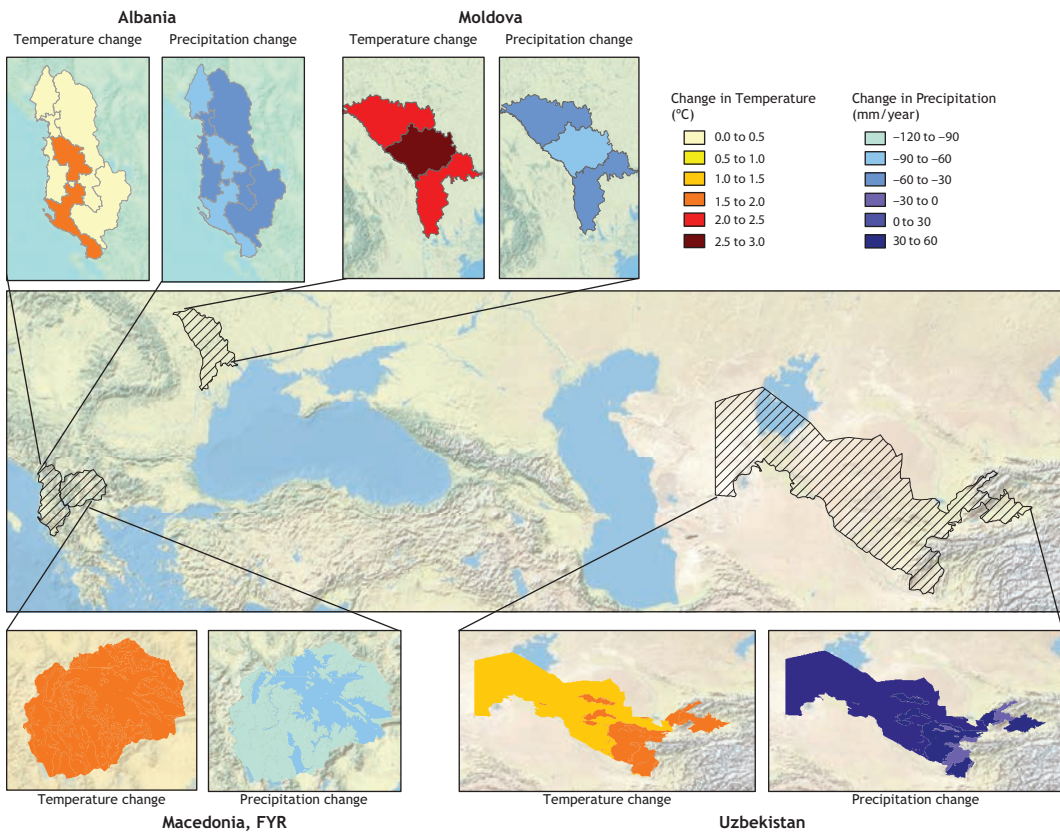 Albania
Temperature change
Precipitation change
Moldova
Temperature change
Precipitation change
Change in Temperature
(ºC)
0.0 to 0.5
0.5 to 1.0
1.0 to 1.5
1.5 to 2.0
2.0 to 2.5
2.5 to 3.0
Change in Precipitation
(mm/year)
−120 to −90
−90 to −60
−60 to −30
−30 to 0
0 to 30
30 to 60
Temperature change
Precipitation change
Macedonia, FYR
Temperature change
Precipitation change
Uzbekistan